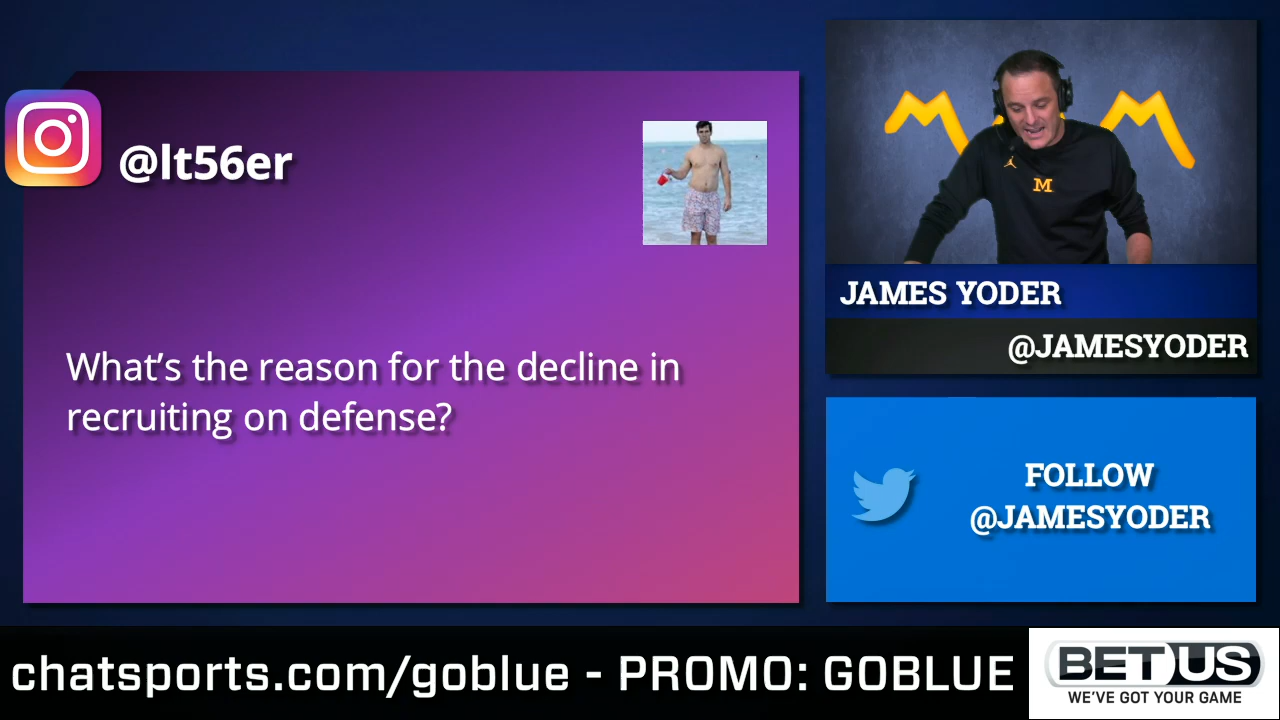 @lt56er
What's the reason for the decline in
recruiting on defense?
M
JAMES YODER
@JAMESYODER
FOLLOW
@JAMESYODER
chatsports.com/goblue - PROMO: GOBLUE
BETUS
WE'VE GOT YOUR GAME